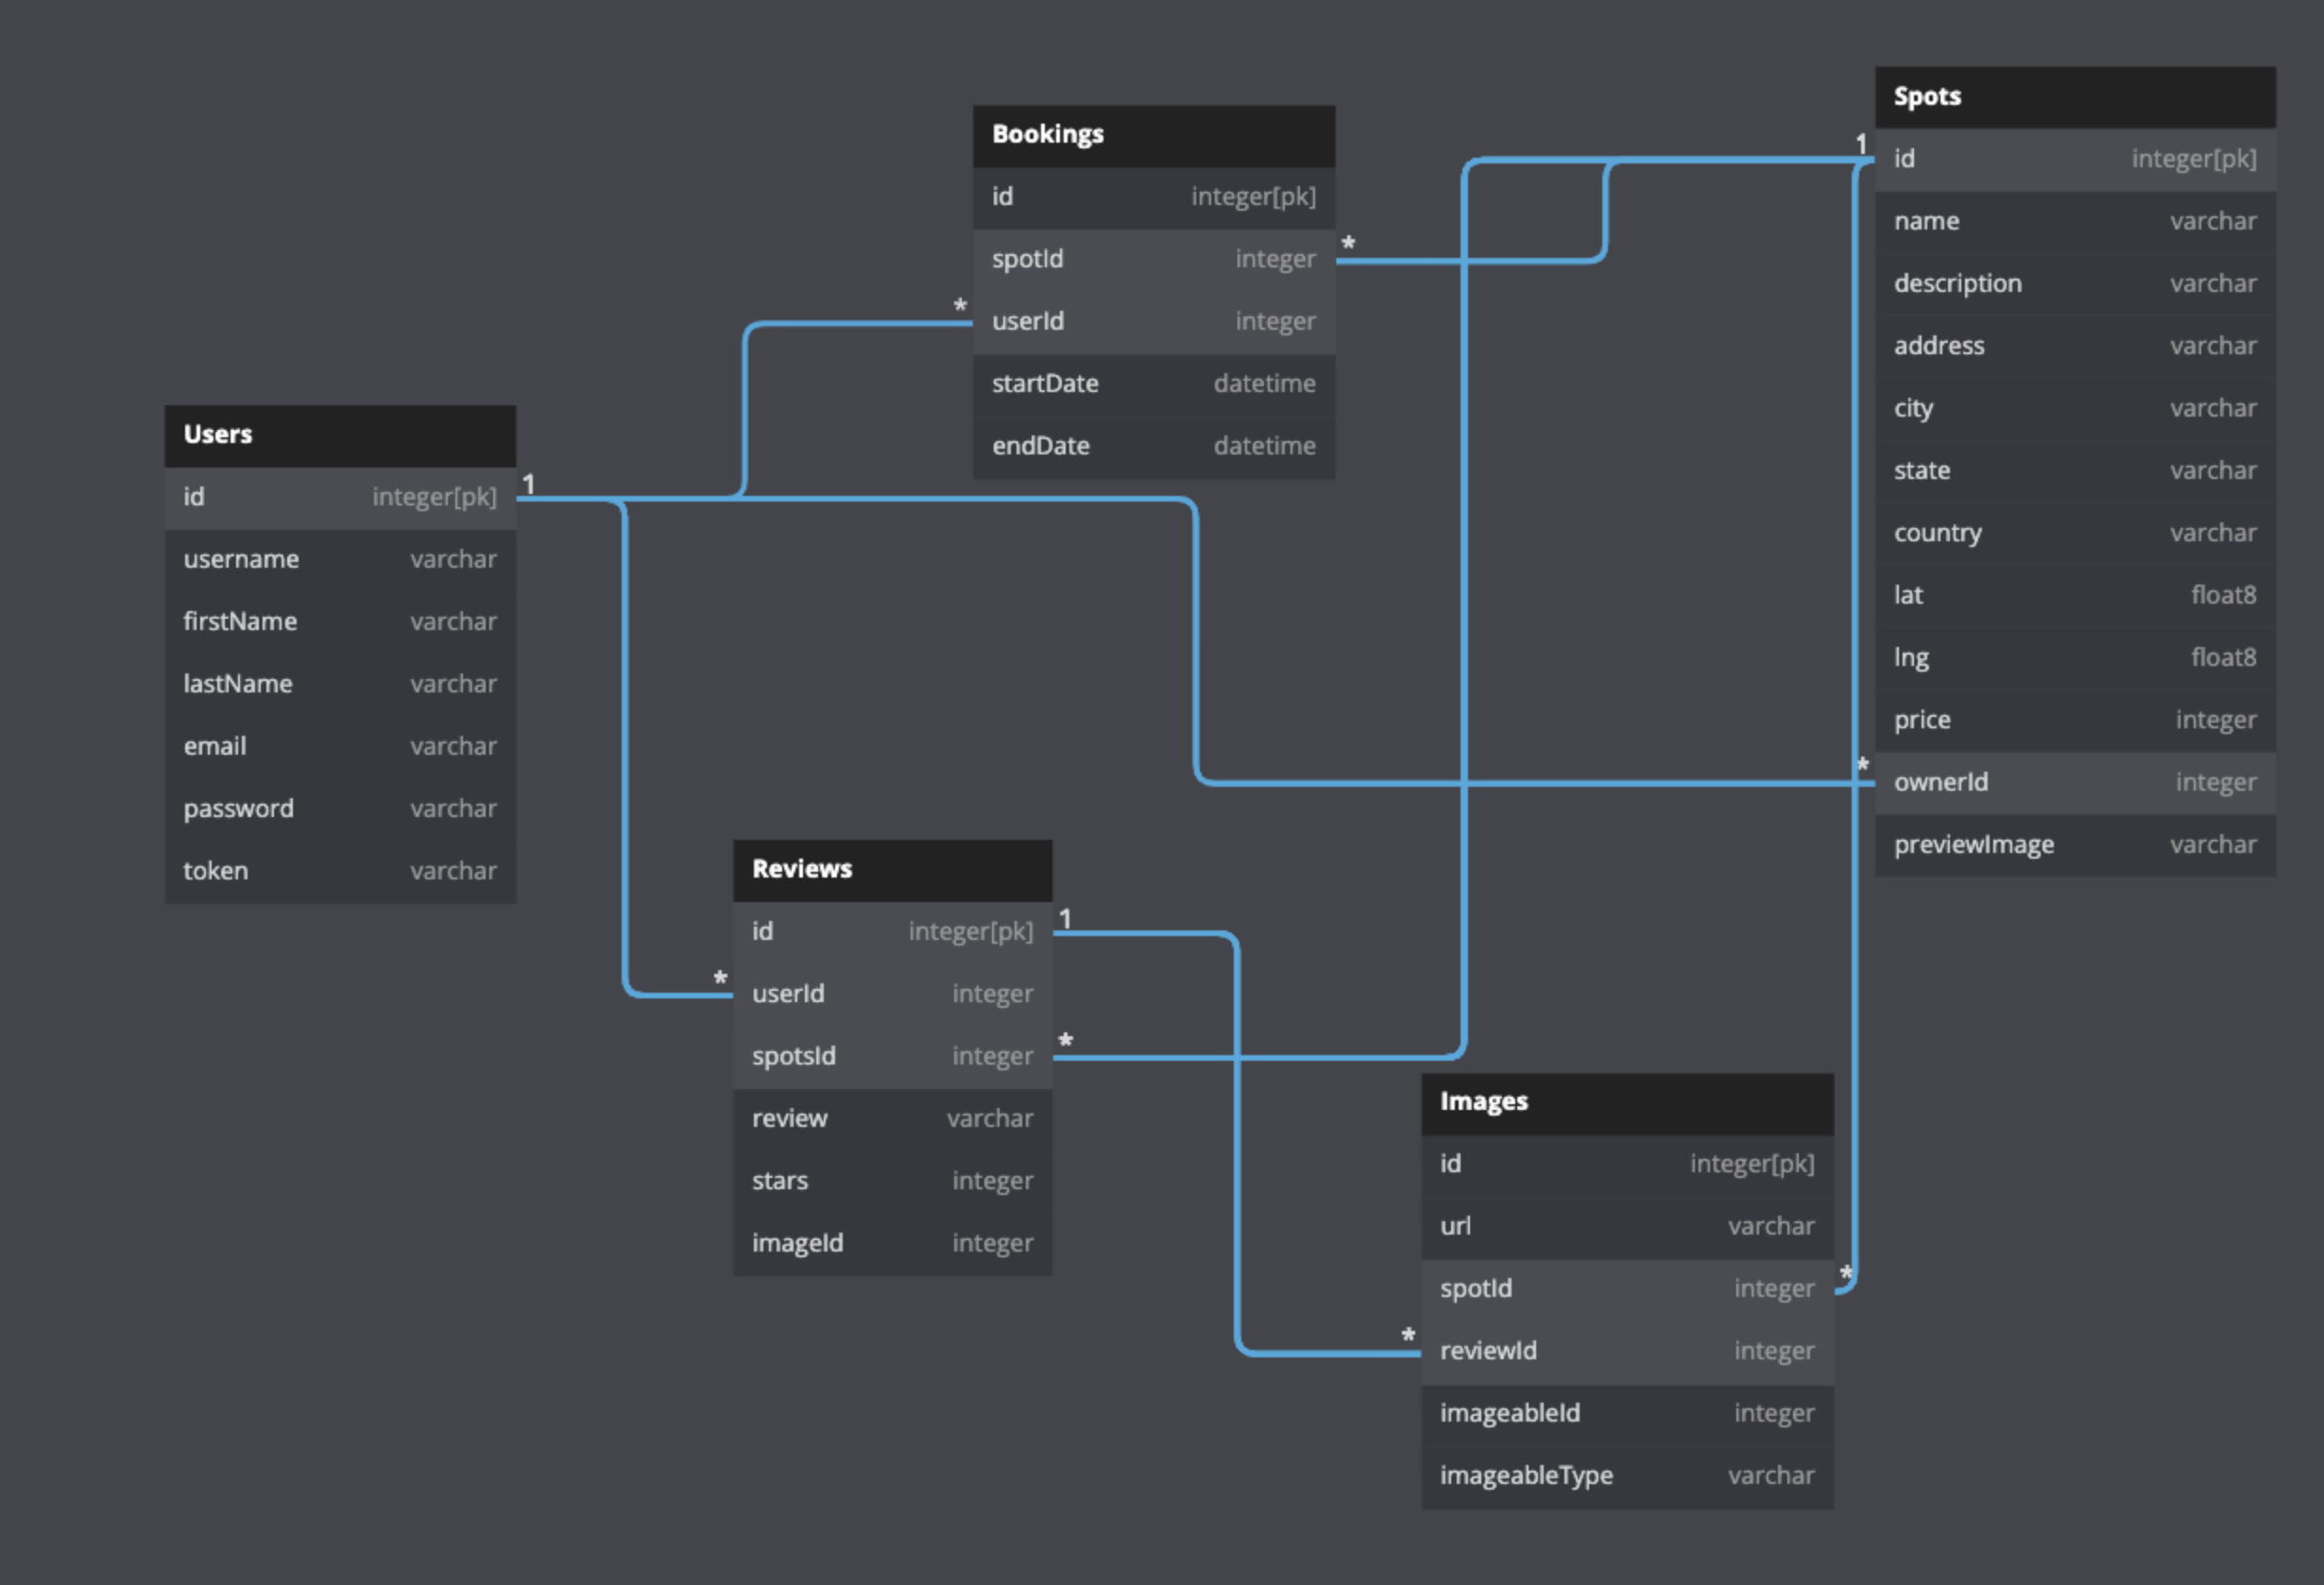 Users
id integer[pk]
username varchar
firstName varchar
lastName varchar
email varchar
password varchar
token varchar
1
Bookings
id integer[pk]
spotId integer
userId integer
startDate datetime
endDate datetime
*
*
Spots
id integer[pk]
name varchar
description varchar
address varchar
city varchar
state varchar
country varchar
lat float8
lng float8
price integer
ownerId integer
previewImage varchar
1
*
Reviews
id integer[pk]
userId integer
spotsId integer
review varchar
stars integer
imageId integer
1
*
*
Images
id integer[pk]
url varchar
spotId integer
reviewId integer
imageableId integer
imageableType varchar
*
*